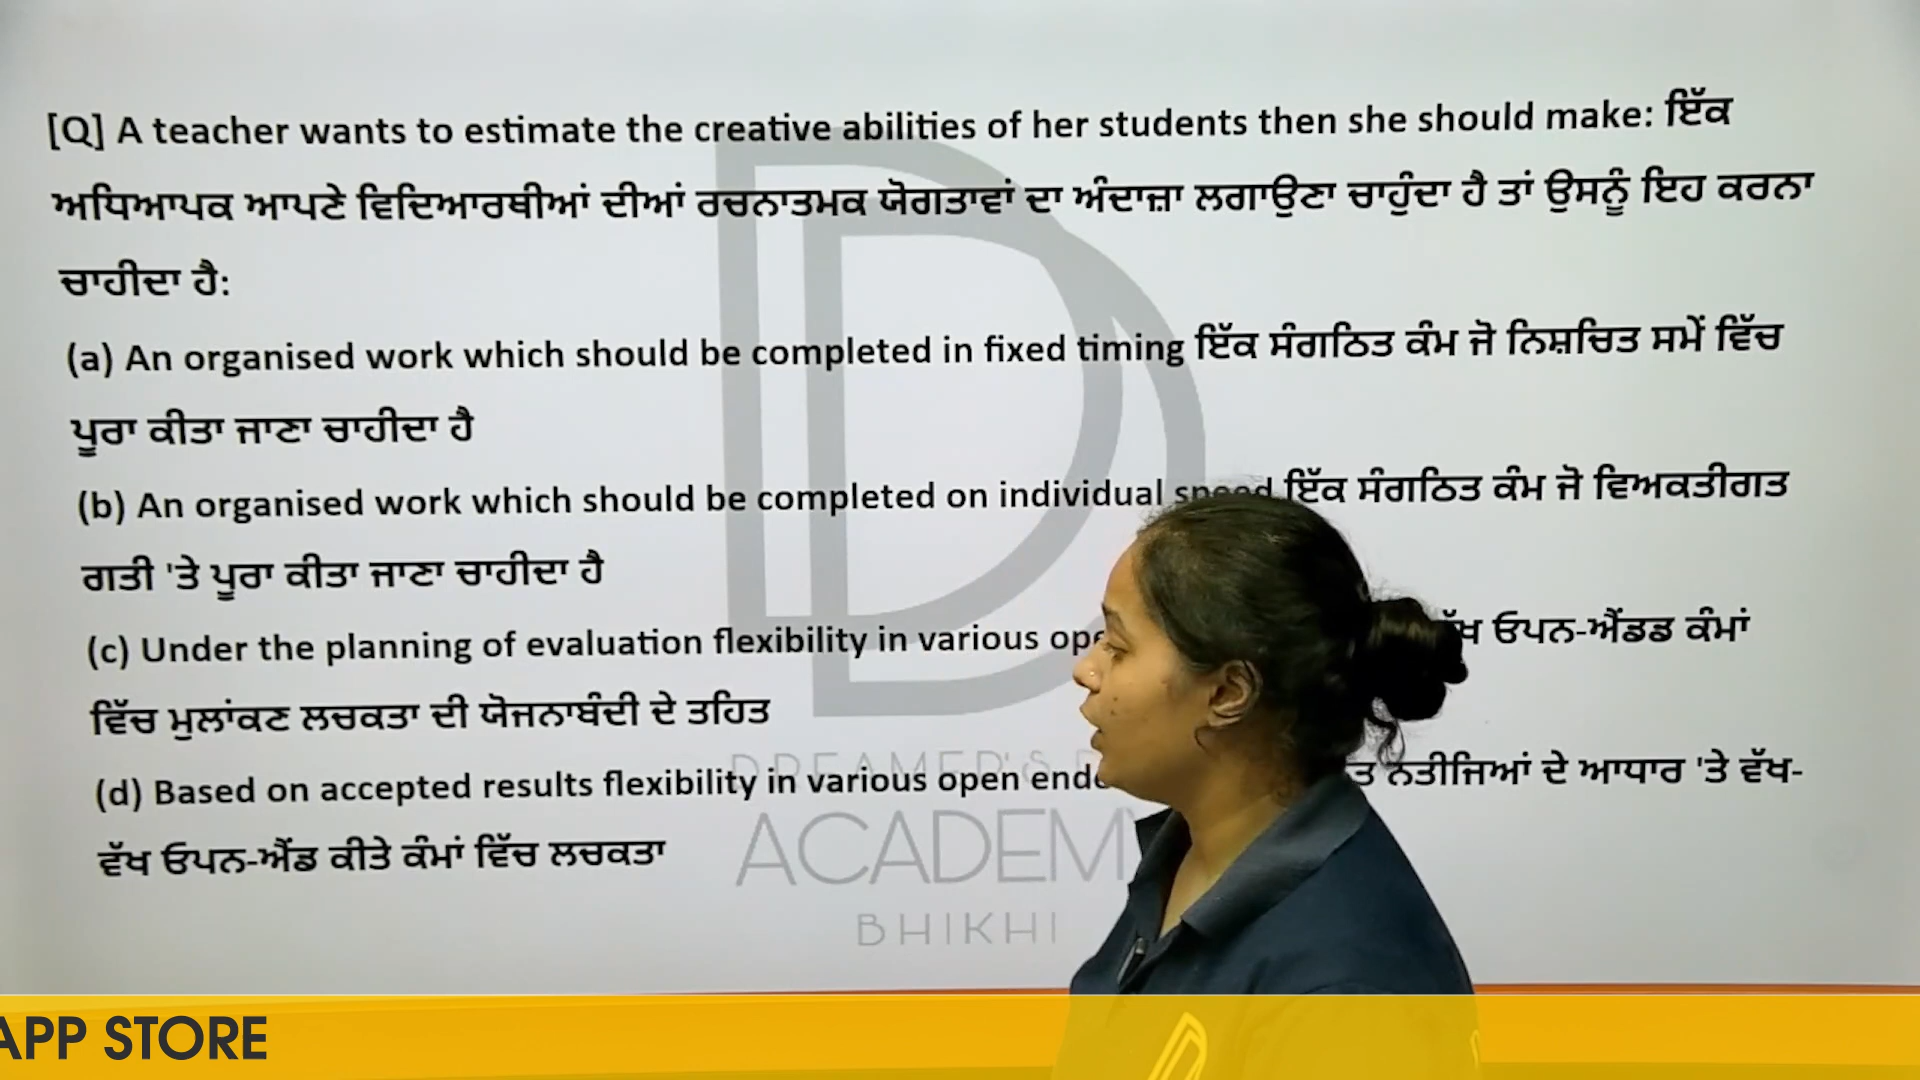 [Q] A teacher wants to estimate the creative abilities of her students then she should make: ਇੱਕ
ਅਧਿਆਪਕ ਆਪਣੇ ਵਿਦਿਆਰਥੀਆਂ ਦੀਆਂ ਰਚਨਾਤਮਕ ਯੋਗਤਾਵਾਂ ਦਾ ਅੰਦਾਜ਼ਾ ਲਗਾਉਣਾ ਚਾਹੁੰਦਾ ਹੈ ਤਾਂ ਉਸਨੂੰ ਇਹ ਕਰਨਾ
ਚਾਹੀਦਾ ਹੈ:
(a) An organised work which should be completed in fixed timing ਇੱਕ ਸੰਗਠਿਤ ਕੰਮ ਜੋ ਨਿਸ਼ਚਿਤ ਸਮੇਂ ਵਿੱਚ
ਪੂਰਾ ਕੀਤਾ ਜਾਣਾ ਚਾਹੀਦਾ ਹੈ
(b) An organised work which should be completed on individual speed ਇੱਕ ਸੰਗਠਿਤ ਕੰਮ ਜੋ ਵਿਅਕਤੀਗਤ
ਗਤੀ 'ਤੇ ਪੂਰਾ ਕੀਤਾ ਜਾਣਾ ਚਾਹੀਦਾ ਹੈ
(c) Under the planning of evaluation flexibility in various ਓਪਨ-ਐਂਡਡ ਕੰਮਾਂ
ਵਿੱਚ ਮੁਲਾਂਕਣ ਲਚਕਤਾ ਦੀ ਯੋਜਨਾਬੰਦੀ ਦੇ ਤਹਿਤ
(d) Based on accepted results flexibility in various open ਨਤੀਜਿਆਂ ਦੇ ਆਧਾਰ 'ਤੇ ਵੱਖ-
ਵੱਖ ਓਪਨ-ਐਂਡ ਕੀਤੇ ਕੰਮਾਂ ਵਿੱਚ ਲਚਕਤਾ
DREAMER'S
ACADEMY
BHIKHI
APP STORE